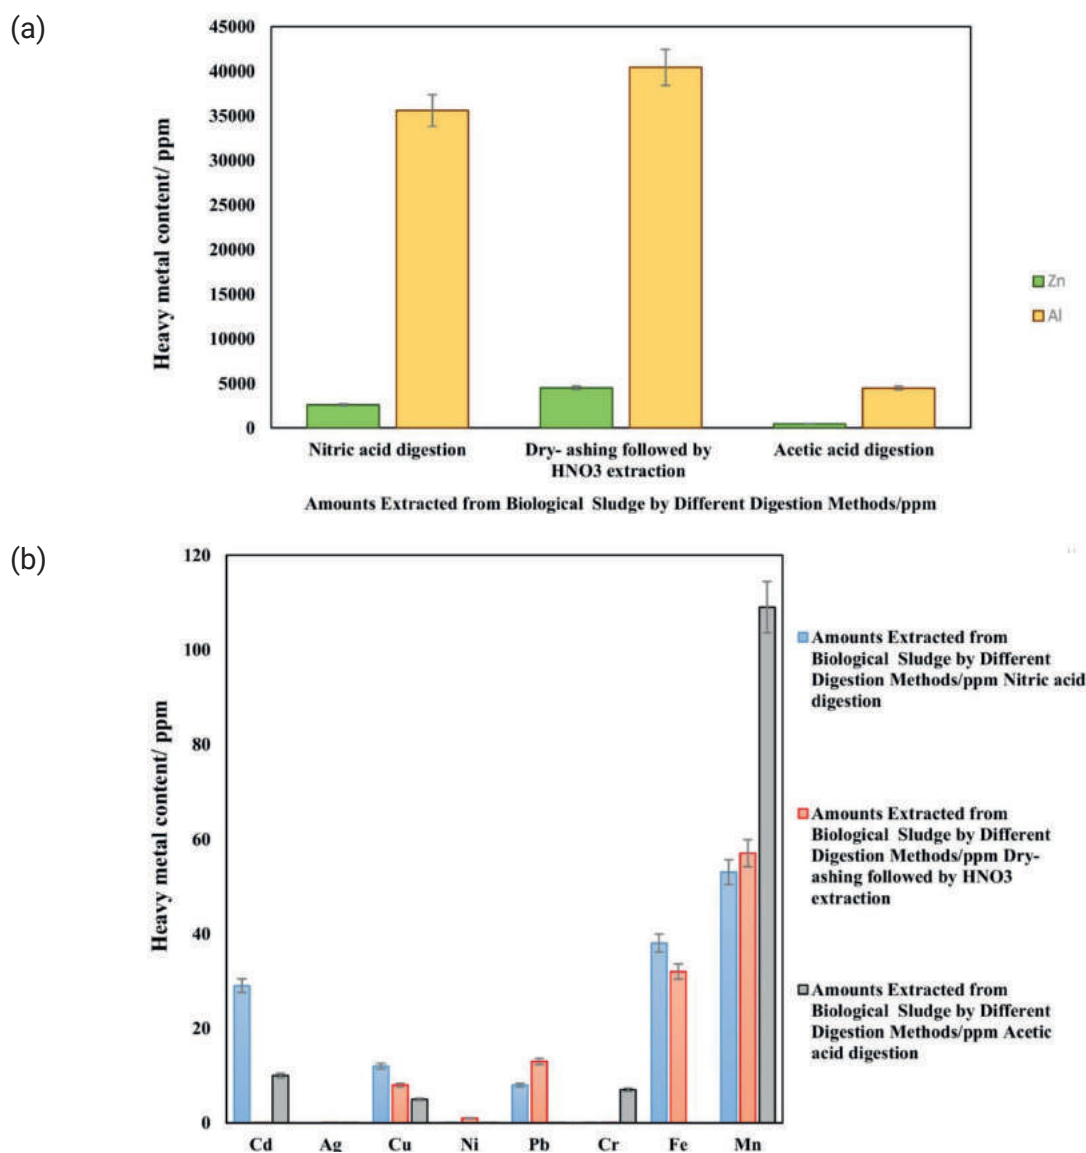 (a)
45000
40000
35000
30000
25000
20000
15000
10000
5000
0
Heavy metal content/ ppm
Nitric acid digestion
Dry- ashing followed by
HNO3 extraction
Acetic acid digestion
Amounts Extracted from Biological Sludge by Different Digestion Methods/ppm
Zn
Al
(b)
120
100
80
60
40
20
0
Heavy metal content/ ppm
Cd
Ag
Cu
Ni
Pb
Cr
Fe
Mn
Amounts Extracted from
Biological Sludge by Different
Digestion Methods/ppm Nitric acid
digestion
Amounts Extracted from
Biological Sludge by Different
Digestion Methods/ppm Dry-
ashing followed by HNO3
extraction
Amounts Extracted from
Biological Sludge by Different
Digestion Methods/ppm Acetic
acid digestion